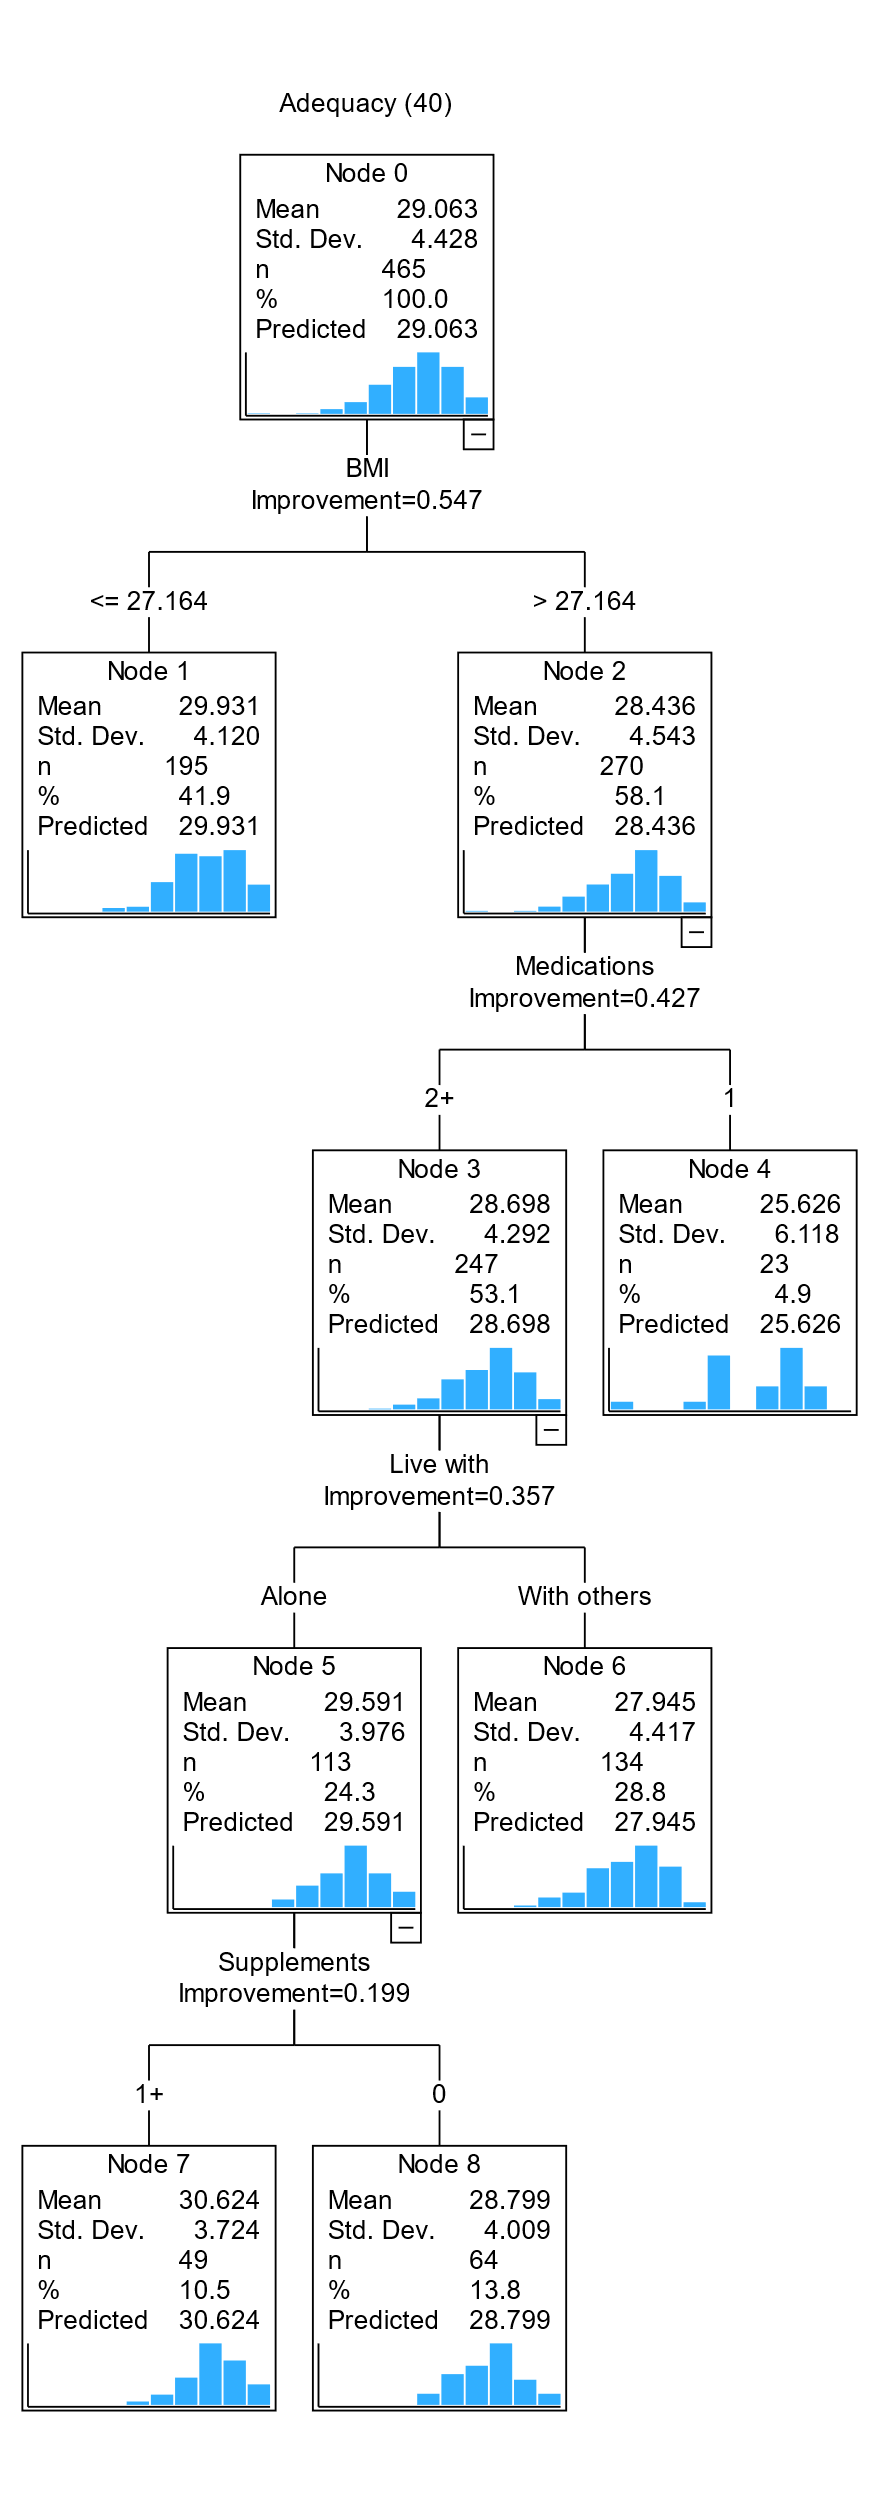 Adequacy (40)
Node 0
Mean 29.063
Std. Dev. 4.428
n 465
% 100.0
Predicted 29.063
BMI
Improvement=0.547
<= 27.164
> 27.164
Node 1
Mean 29.931
Std. Dev. 4.120
n 195
% 41.9
Predicted 29.931
Node 2
Mean 28.436
Std. Dev. 4.543
n 270
% 58.1
Predicted 28.436
Medications
Improvement=0.427
2+
1
Node 3
Mean 28.698
Std. Dev. 4.292
n 247
% 53.1
Predicted 28.698
Node 4
Mean 25.626
Std. Dev. 6.118
n 23
% 4.9
Predicted 25.626
Live with
Improvement=0.357
Alone
With others
Node 5
Mean 29.591
Std. Dev. 3.976
n 113
% 24.3
Predicted 29.591
Node 6
Mean 27.945
Std. Dev. 4.417
n 134
% 28.8
Predicted 27.945
Supplements
Improvement=0.199
1+
0
Node 7
Mean 30.624
Std. Dev. 3.724
n 49
% 10.5
Predicted 30.624
Node 8
Mean 28.799
Std. Dev. 4.009
n 64
% 13.8
Predicted 28.799